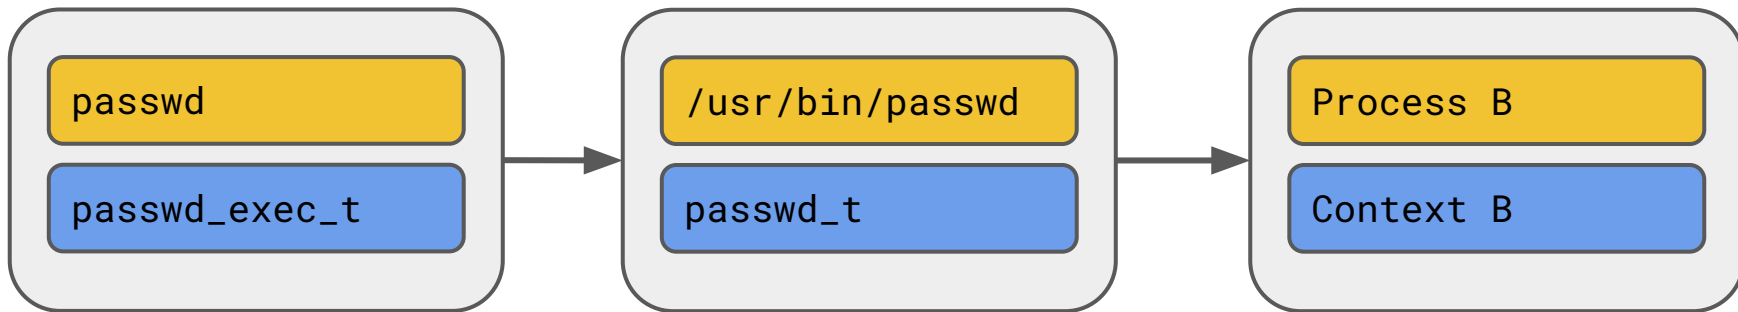 passwd
passwd_exec_t
/usr/bin/passwd
passwd_t
Process B
Context B